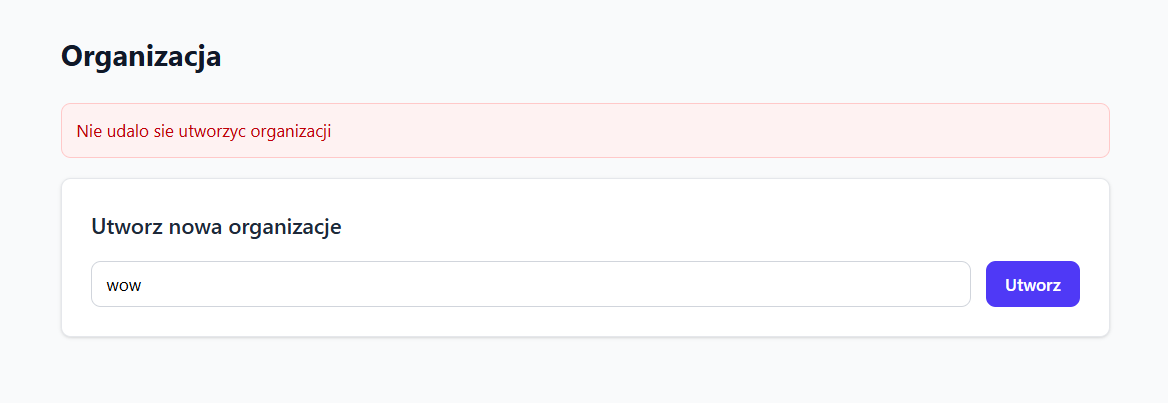 Organizacja
Nie udalo sie utworzyc organizacji
Utworz nowa organizacje
wow
Utworz